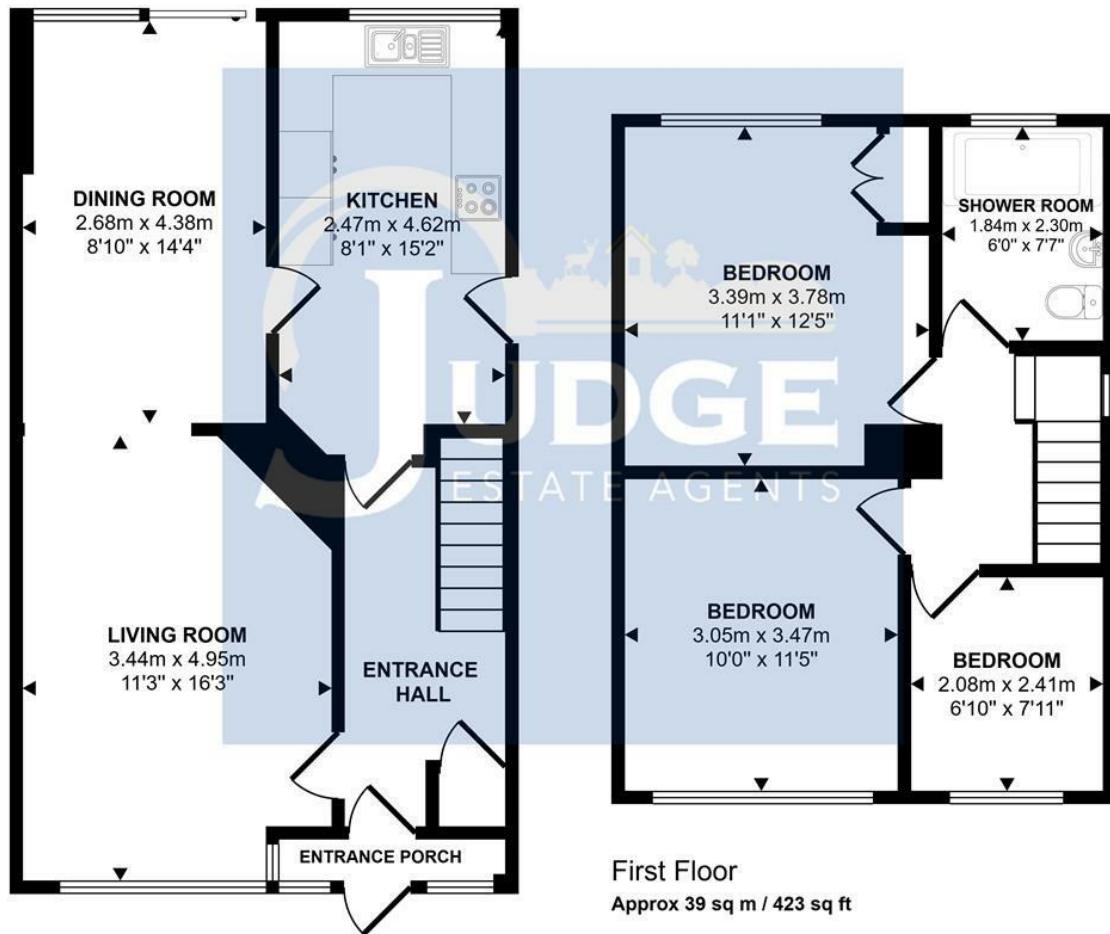 DINING ROOM
2.68m x 4.38m
8'10" x 14'4"
KITCHEN
2.47m x 4.62m
8'1" x 15'2"
LIVING ROOM
3.44m x 4.95m
11'3" x 16'3"
ENTRANCE
HALL
ENTRANCE PORCH
BEDROOM
3.39m x 3.78m
11'1" x 12'5"
SHOWER ROOM
1.84m x 2.30m
6'0" x 7'7"
BEDROOM
3.05m x 3.47m
10'0" x 11'5"
BEDROOM
2.08m x 2.41m
6'10" x 7'11"
JUDGE
ESTATE AGENTS
First Floor
Approx 39 sq m / 423 sq ft